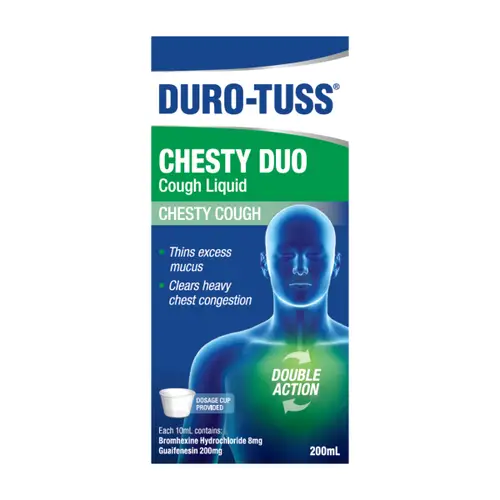 DURO-TUSS®
CHESTY DUO
Cough Liquid
CHESTY COUGH
• Thins excess
mucus
• Clears heavy
chest congestion
DOUBLE
ACTION
DOSAGE CUP
PROVIDED
Each 10mL contains:
Bromhexine Hydrochloride 8mg
Guaifenesin 200mg
200mL